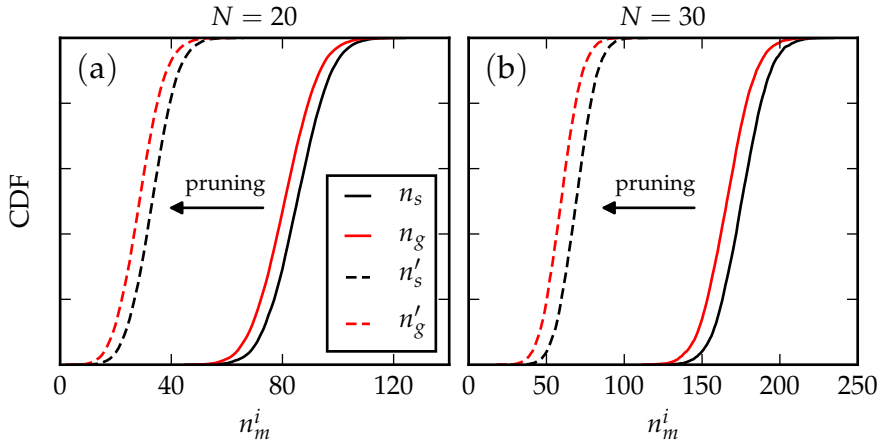 N = 20
N = 30
(a)
(b)
CDF
pruning
pruning
n_s
n_g
n'_s
n'_g
0 40 80 120
0 50 100 150 200 250
n_m^i
n_m^i